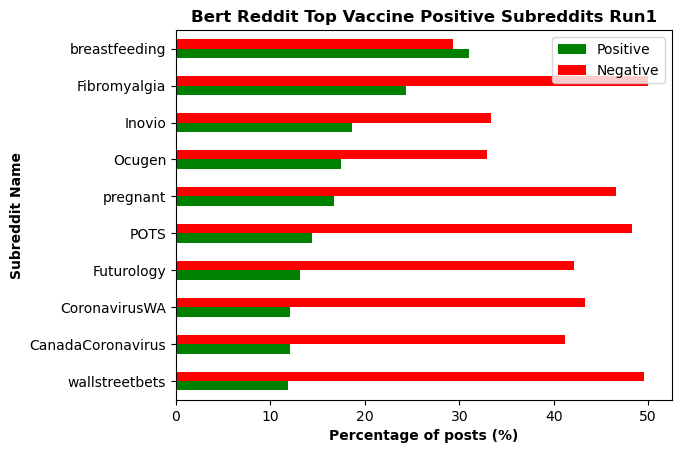 Bert Reddit Top Vaccine Positive Subreddits Run1
Positive
Negative
breastfeeding
Fibromyalgia
Inovio
Ocugen
pregnant
POTS
Futurology
CoronavirusWA
CanadaCoronavirus
wallstreetbets
Subreddit Name
0 10 20 30 40 50
Percentage of posts (%)